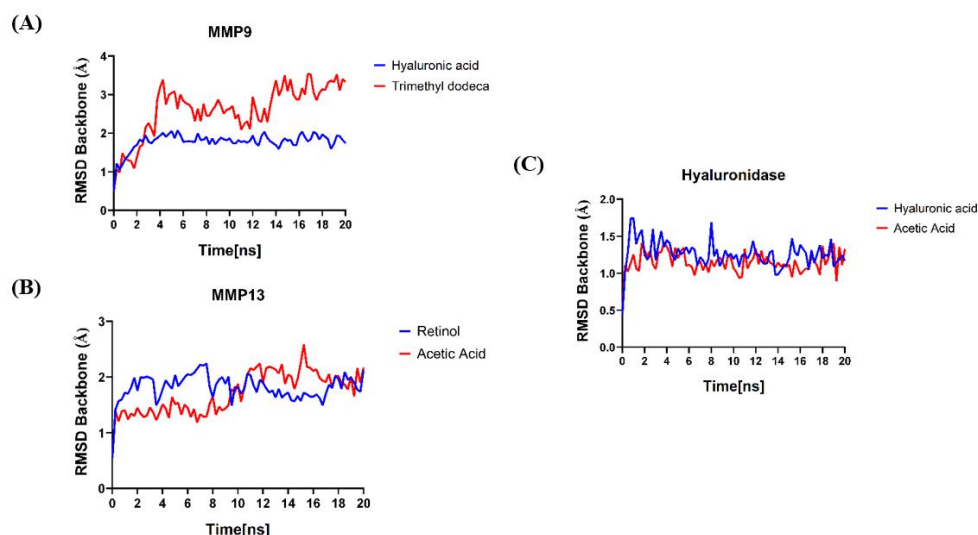 (A)
MMP9
RMSD Backbone (Å)
4
3
2
1
0
0 2 4 6 8 10 12 14 16 18 20
Time[ns]
Hyaluronic acid
Trimethyl dodeca
(B)
MMP13
RMSD Backbone (Å)
3
2
1
0
0 2 4 6 8 10 12 14 16 18 20
Time[ns]
Retinol
Acetic Acid
(C)
Hyaluronidase
RMSD Backbone (Å)
2.0
1.5
1.0
0.5
0.0
0 2 4 6 8 10 12 14 16 18 20
Time[ns]
Hyaluronic acid
Acetic Acid